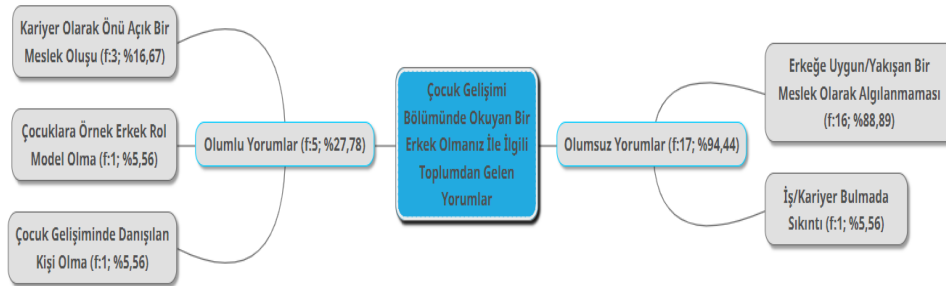 Kariyer Olarak Önü Açık Bir
Meslek Oluşu (f:3; %16,67)
Çocuklara Örnek Erkek Rol
Model Olma (f:1; %5,56)
Çocuk Gelişiminde Danışılan
Kişi Olma (f:1; %5,56)
Olumlu Yorumlar (f:5; %27,78)
Çocuk Gelişimi
Bölümünde Okuyan Bir
Erkek Olmanız İle İlgili
Toplumdan Gelen
Yorumlar
Olumsuz Yorumlar (f:17; %94,44)
Erkeğe Uygun/Yakışan Bir
Meslek Olarak Algılanmaması
(f:16; %88,89)
İş/Kariyer Bulmada
Sıkıntı (f:1; %5,56)